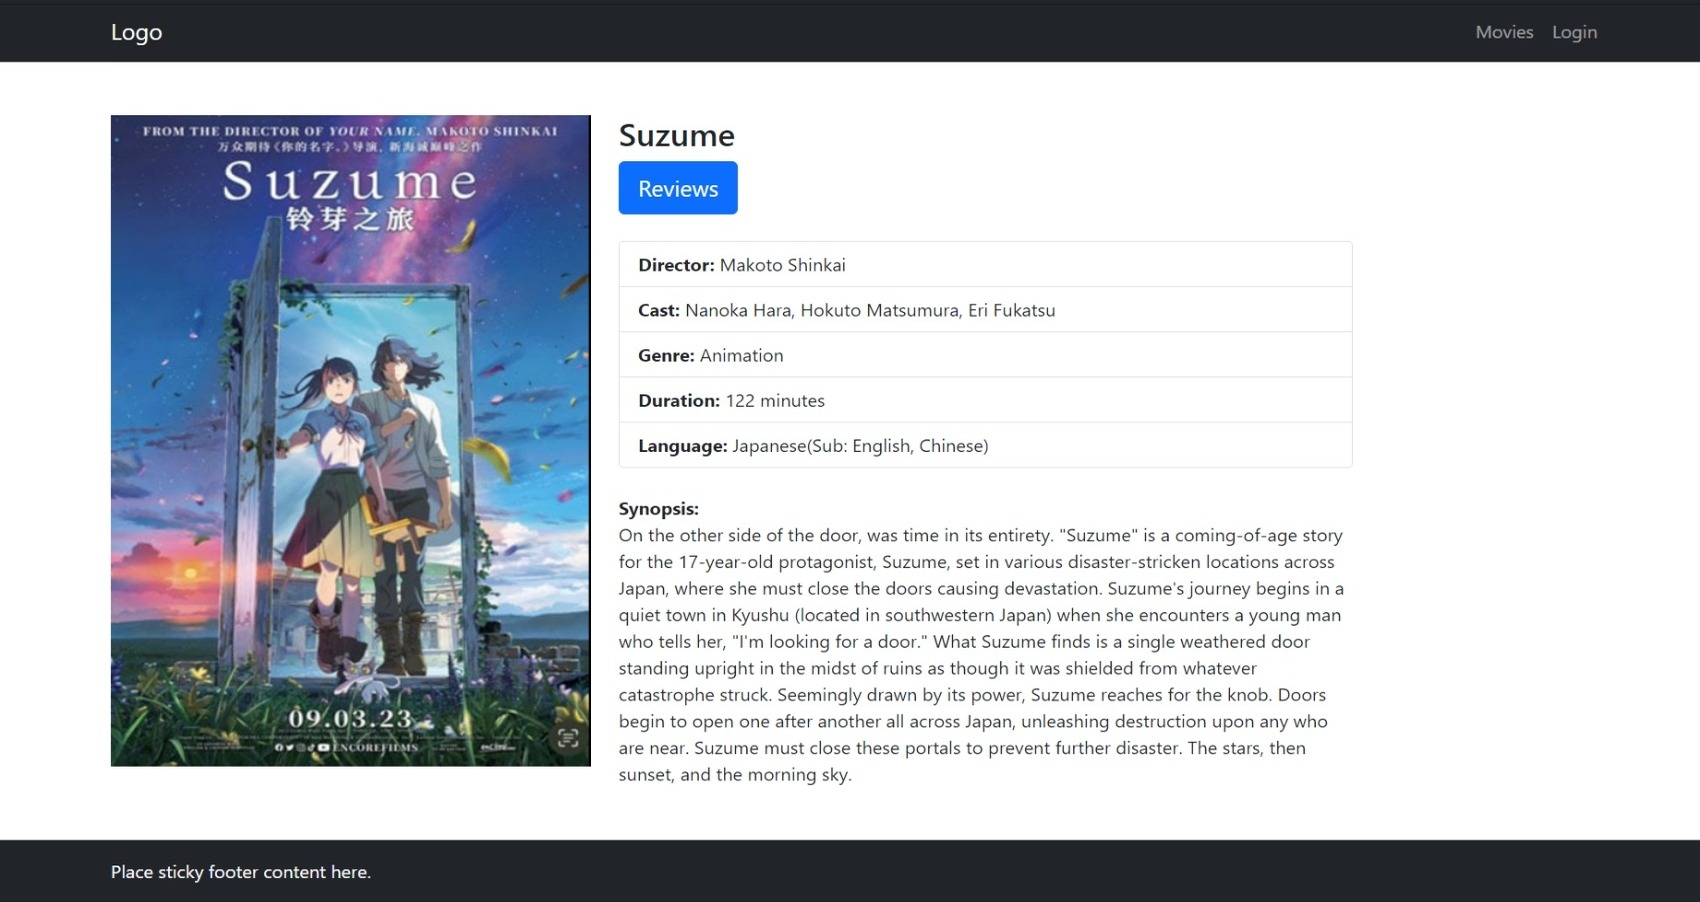 Logo
Movies Login
FROM THE DIRECTOR OF YOUR NAME. MAKOTO SHINKAI
万众期待《你的名字。》导演, 新海诚巅峰之作
Suzume
铃芽之旅
09.03.23
ENCOREFILMS
Suzume
Reviews
Director: Makoto Shinkai
Cast: Nanoka Hara, Hokuto Matsumura, Eri Fukatsu
Genre: Animation
Duration: 122 minutes
Language: Japanese(Sub: English, Chinese)
Synopsis:
On the other side of the door, was time in its entirety. "Suzume" is a coming-of-age story
for the 17-year-old protagonist, Suzume, set in various disaster-stricken locations across
Japan, where she must close the doors causing devastation. Suzume's journey begins in a
quiet town in Kyushu (located in southwestern Japan) when she encounters a young man
who tells her, "I'm looking for a door." What Suzume finds is a single weathered door
standing upright in the midst of ruins as though it was shielded from whatever
catastrophe struck. Seemingly drawn by its power, Suzume reaches for the knob. Doors
begin to open one after another all across Japan, unleashing destruction upon any who
are near. Suzume must close these portals to prevent further disaster. The stars, then
sunset, and the morning sky.
Place sticky footer content here.